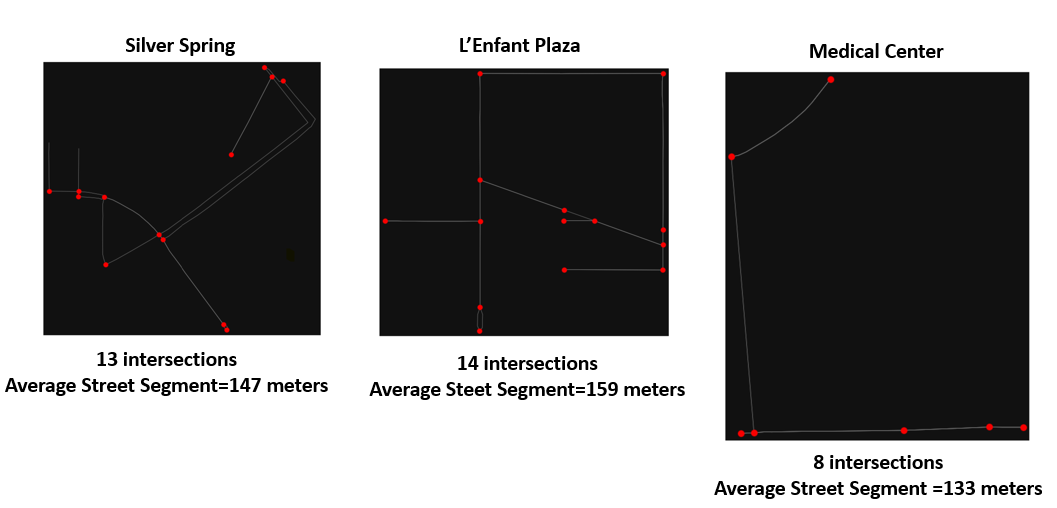 Silver Spring
13 intersections
Average Street Segment=147 meters
L’Enfant Plaza
14 intersections
Average Steet Segment=159 meters
Medical Center
8 intersections
Average Street Segment =133 meters